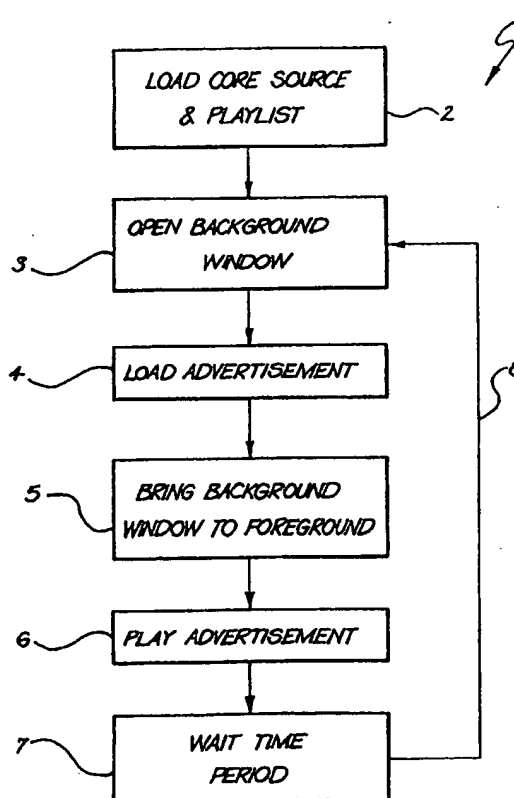 LOAD CORE SOURCE
& PLAYLIST
2
OPEN BACKGROUND
WINDOW
3
4
LOAD ADVERTISEMENT
5
BRING BACKGROUND
WINDOW TO FOREGROUND
6
PLAY ADVERTISEMENT
7
WAIT TIME
PERIOD